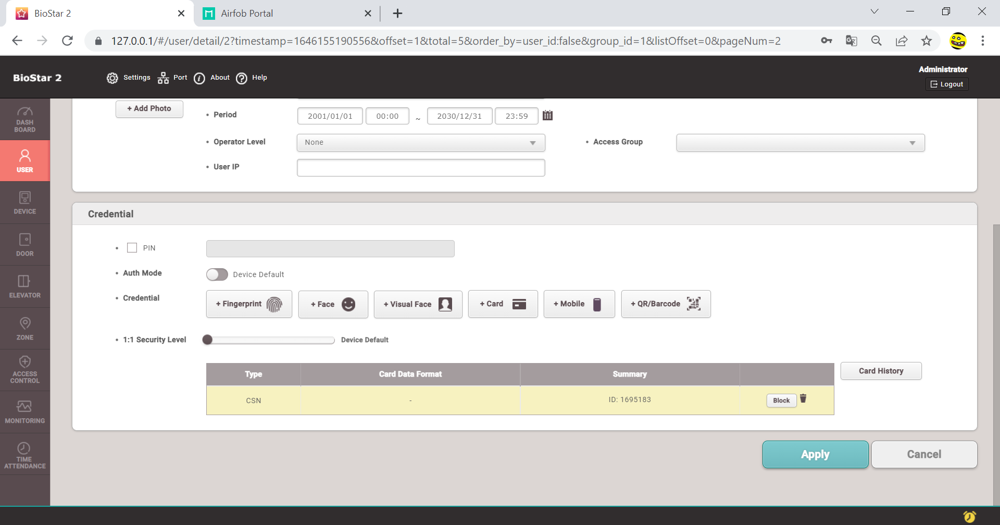 BioStar 2
Airfob Portal
127.0.0.1/#/user/detail/2?timestamp=1646155190556&offset=1&total=5&order_by=user_id:false&group_id=1&listOffset=0&pageNum=2
BioStar 2
Settings
Port
About
Help
Administrator
Logout
DASH
BOARD
USER
DEVICE
DOOR
ELEVATOR
ZONE
ACCESS
CONTROL
MONITORING
TIME
ATTENDANCE
+ Add Photo
• Period
2001/01/01
00:00
~
2030/12/31
23:59
• Operator Level
None
• Access Group
• User IP
Credential
• PIN
• Auth Mode
Device Default
• Credential
+ Fingerprint
+ Face
+ Visual Face
+ Card
+ Mobile
+ QR/Barcode
• 1:1 Security Level
Device Default
Type
Card Data Format
Summary
CSN
-
ID: 1695183
Block
Card History
Apply
Cancel